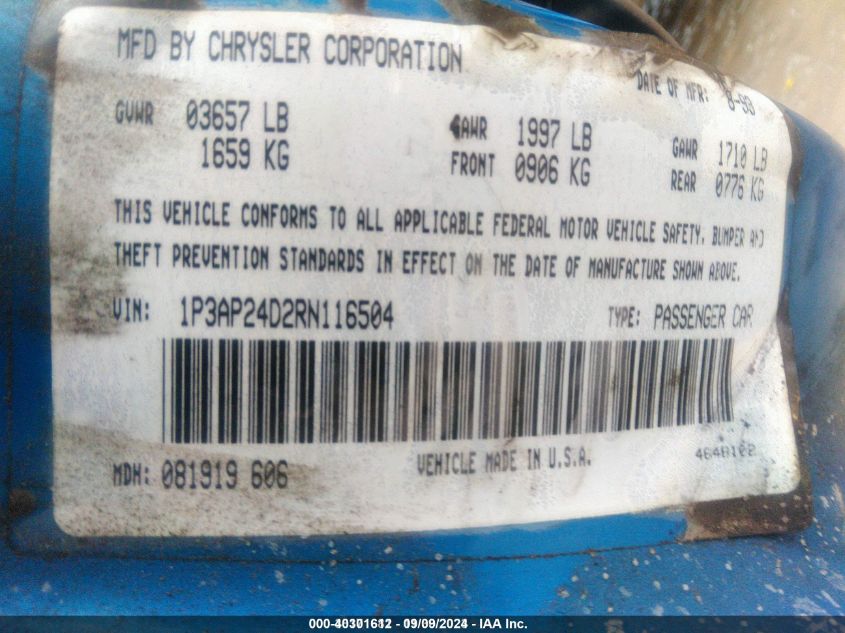 MFD BY CHRYSLER CORPORATION
DATE OF MFR: 8-93
GVWR 03657 LB GAWR 1997 LB GAWR 1710 LB
1659 KG FRONT 0906 KG REAR 0776 KG
THIS VEHICLE CONFORMS TO ALL APPLICABLE FEDERAL MOTOR VEHICLE SAFETY, BUMPER AND
THEFT PREVENTION STANDARDS IN EFFECT ON THE DATE OF MANUFACTURE SHOWN ABOVE.
VIN: 1P3AP24D2RN116504 TYPE: PASSENGER CAR
MDH: 081919 606 VEHICLE MADE IN U.S.A.
000-40301612 - 09/09/2024 - IAA Inc.